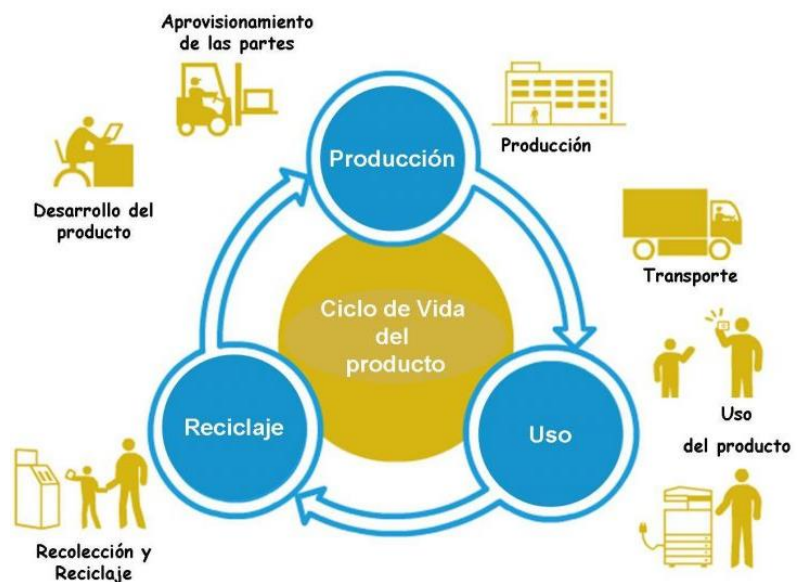 Aprovisionamiento
de las partes
Producción
Producción
Desarrollo del
producto
Transporte
Ciclo de Vida
del
producto
Reciclaje
Uso
Uso
del producto
Recolección y
Reciclaje